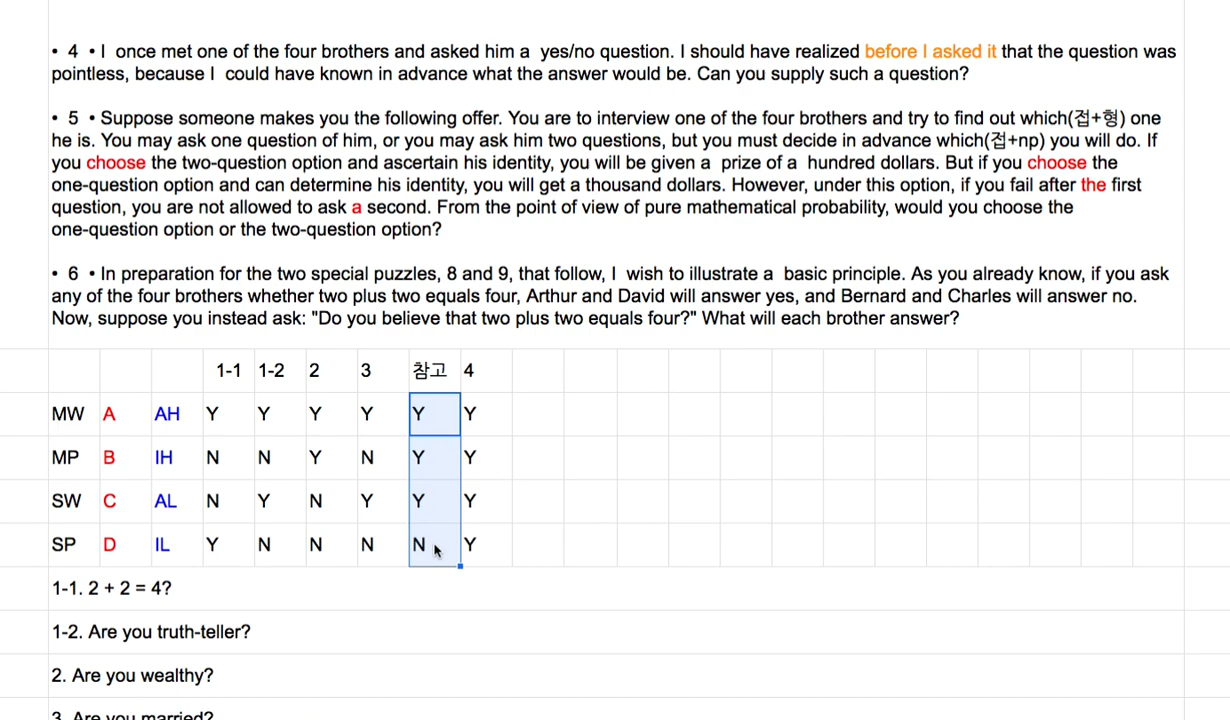 • 4 • I once met one of the four brothers and asked him a yes/no question. I should have realized before I asked it that the question was
pointless, because I could have known in advance what the answer would be. Can you supply such a question?
• 5 • Suppose someone makes you the following offer. You are to interview one of the four brothers and try to find out which(접+형) one
he is. You may ask one question of him, or you may ask him two questions, but you must decide in advance which(접+np) you will do. If
you choose the two-question option and ascertain his identity, you will be given a prize of a hundred dollars. But if you choose the
one-question option and can determine his identity, you will get a thousand dollars. However, under this option, if you fail after the first
question, you are not allowed to ask a second. From the point of view of pure mathematical probability, would you choose the
one-question option or the two-question option?
• 6 • In preparation for the two special puzzles, 8 and 9, that follow, I wish to illustrate a basic principle. As you already know, if you ask
any of the four brothers whether two plus two equals four, Arthur and David will answer yes, and Bernard and Charles will answer no.
Now, suppose you instead ask: "Do you believe that two plus two equals four?" What will each brother answer?
1-1 1-2 2 3 참고 4
MW A AH Y Y Y Y Y Y
MP B IH N N Y N Y Y
SW C AL N Y N Y Y Y
SP D IL Y N N N N Y
1-1. 2 + 2 = 4?
1-2. Are you truth-teller?
2. Are you wealthy?
3. Are you married?